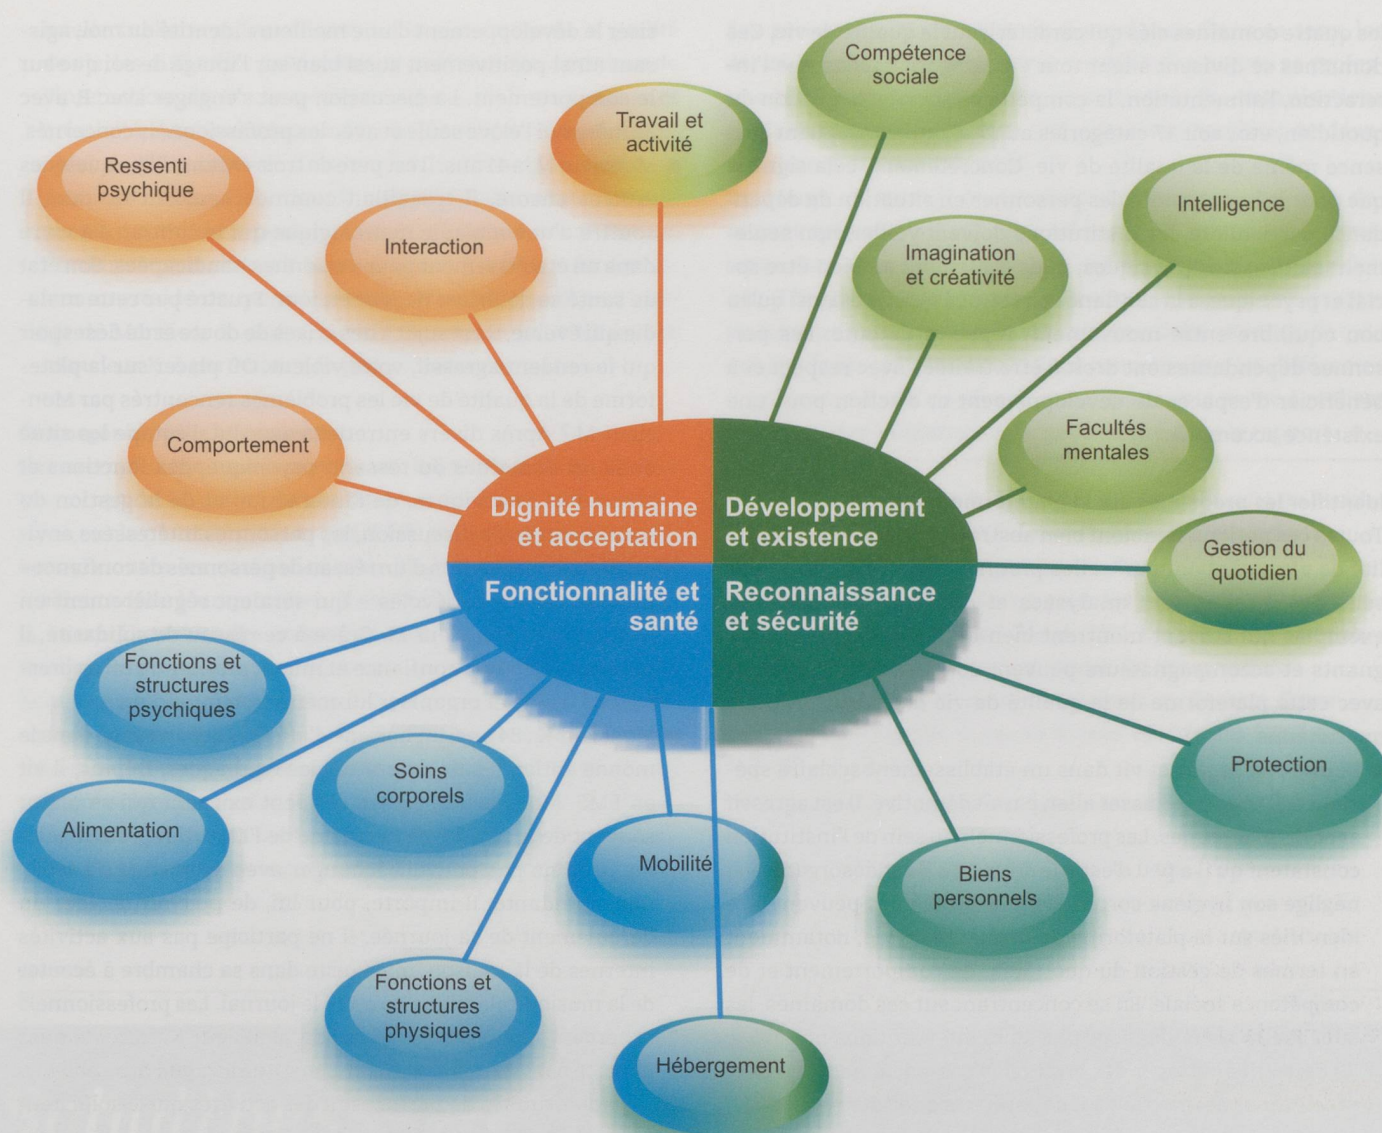 Compétence
sociale
Travail et
activité
Ressenti
psychique
Intelligence
Interaction
Imagination
et créativité
Comportement
Facultés
mentales
Dignité humaine
et acceptation
Développement
et existence
Gestion du
quotidien
Fonctionnalité et
santé
Reconnaissance
et sécurité
Fonctions et
structures
psychiques
Soins
corporels
Protection
Alimentation
Mobilité
Biens
personnels
Fonctions et
structures
physiques
Hébergement